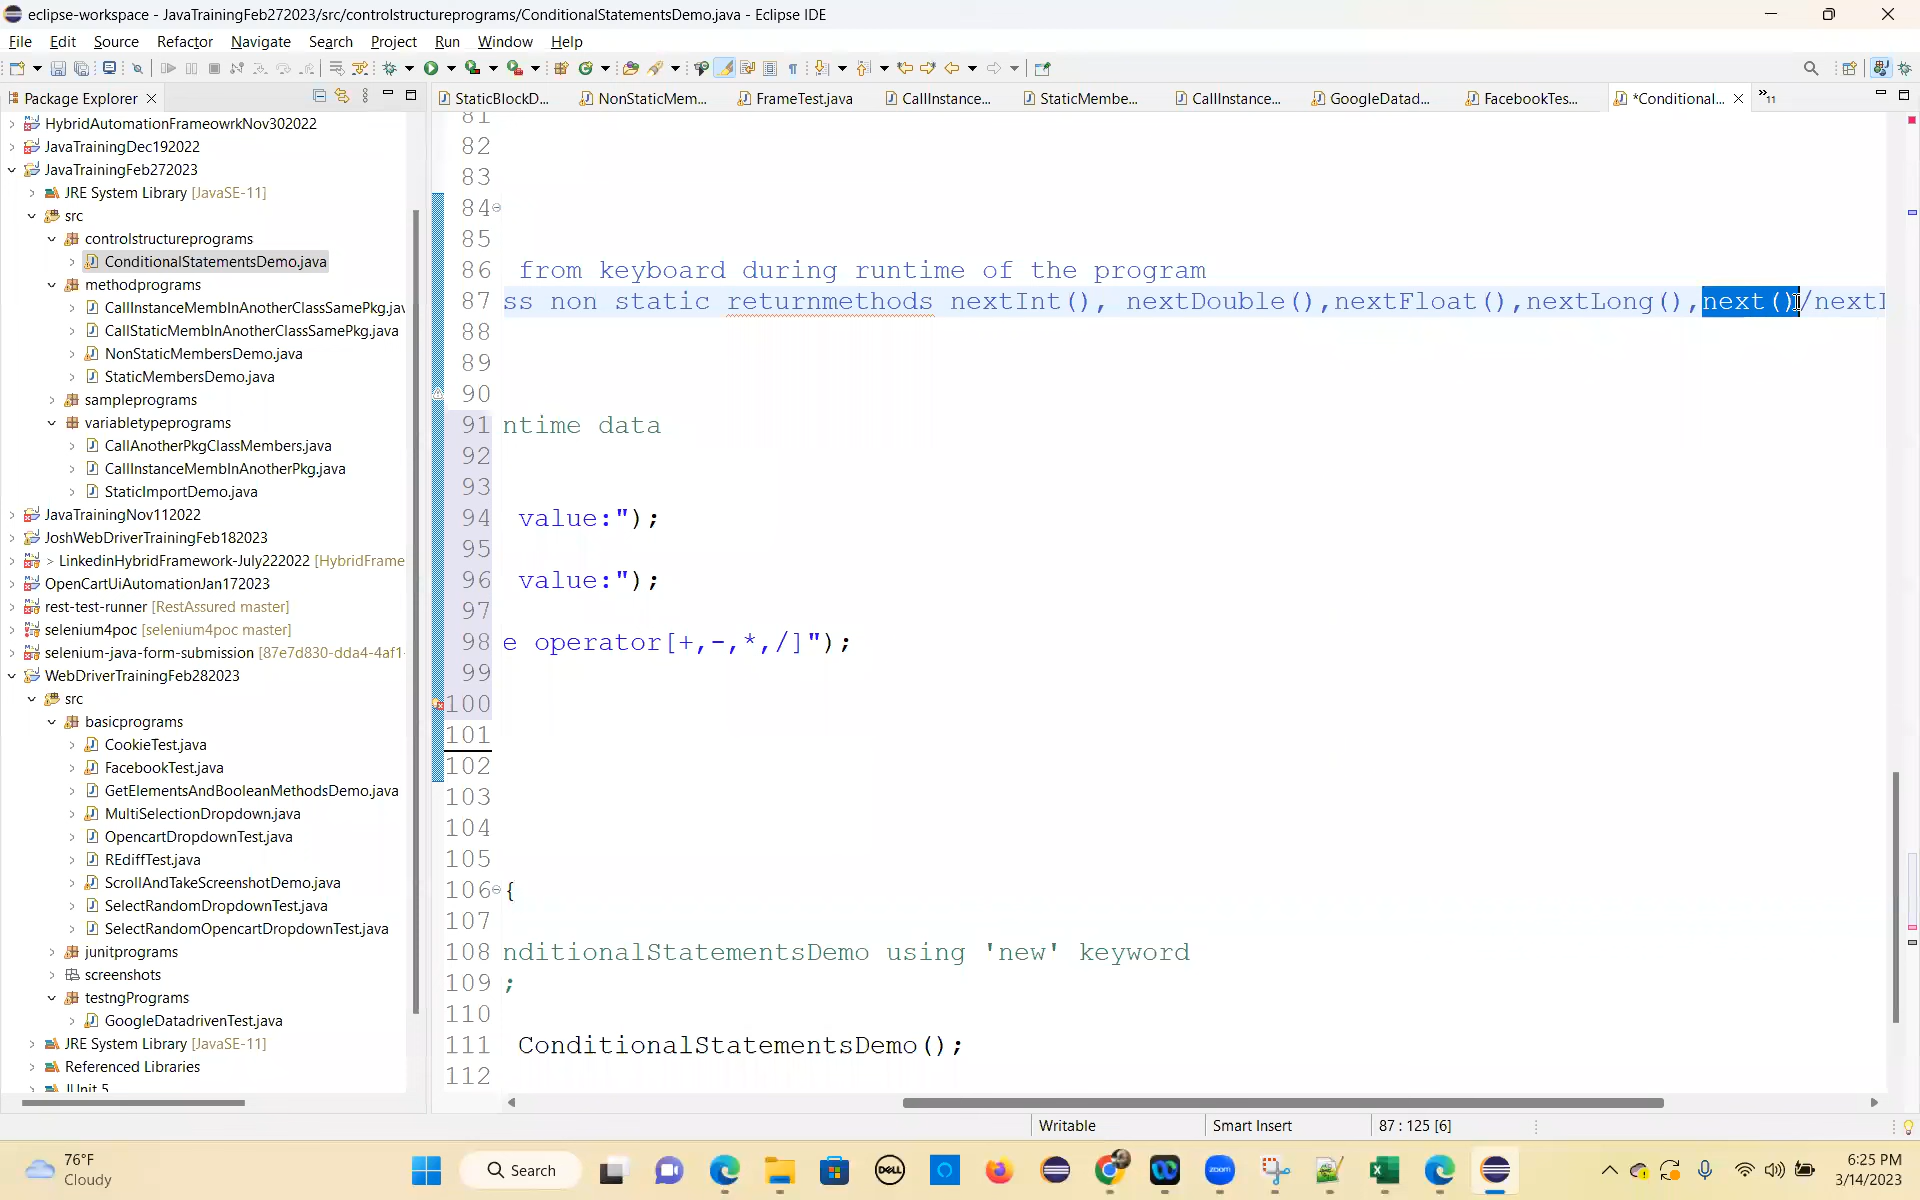 eclipse-workspace - JavaTrainingFeb272023/src/controlstructureprograms/ConditionalStatementsDemo.java - Eclipse IDE
File Edit Source Refactor Navigate Search Project Run Window Help
Package Explorer
StaticBlockD... NonStaticMem... FrameTest.java CallInstance... StaticMembe... CallInstance... GoogleDatad... FacebookTes... *Conditional... »11
HybridAutomationFrameowrkNov302022
JavaTrainingDec192022
JavaTrainingFeb272023
JRE System Library [JavaSE-11]
src
controlstructureprograms
ConditionalStatementsDemo.java
methodprograms
CallInstanceMembInAnotherClassSamePkg.jav
CallStaticMembInAnotherClassSamePkg.java
NonStaticMembersDemo.java
StaticMembersDemo.java
sampleprograms
variabletypeprograms
CallAnotherPkgClassMembers.java
CallInstanceMembInAnotherPkg.java
StaticImportDemo.java
JavaTrainingNov112022
JoshWebDriverTrainingFeb182023
> LinkedinHybridFramework-July222022 [HybridFrame
OpenCartUiAutomationJan172023
rest-test-runner [RestAssured master]
selenium4poc [selenium4poc master]
selenium-java-form-submission [87e7d830-dda4-4af1-
WebDriverTrainingFeb282023
src
basicprograms
CookieTest.java
FacebookTest.java
GetElementsAndBooleanMethodsDemo.java
MultiSelectionDropdown.java
OpencartDropdownTest.java
REdiffTest.java
ScrollAndTakeScreenshotDemo.java
SelectRandomDropdownTest.java
SelectRandomOpencartDropdownTest.java
junitprograms
screenshots
testngPrograms
GoogleDatadrivenTest.java
JRE System Library [JavaSE-11]
Referenced Libraries
JUnit 5
81
82
83
84
85
86 from keyboard during runtime of the program
87 ss non static returnmethods nextInt(), nextDouble(),nextFloat(),nextLong(),next()/nextL
88
89
90
91 ntime data
92
93
94 value:");
95
96 value:");
97
98 e operator[+,-,*,/]");
99
100
101
102
103
104
105
106 {
107
108 nditionalStatementsDemo using 'new' keyword
109 ;
110
111 ConditionalStatementsDemo();
112
Writable Smart Insert 87 : 125 [6]
76°F
Cloudy
Search
DELL
zoom
6:25 PM
3/14/2023